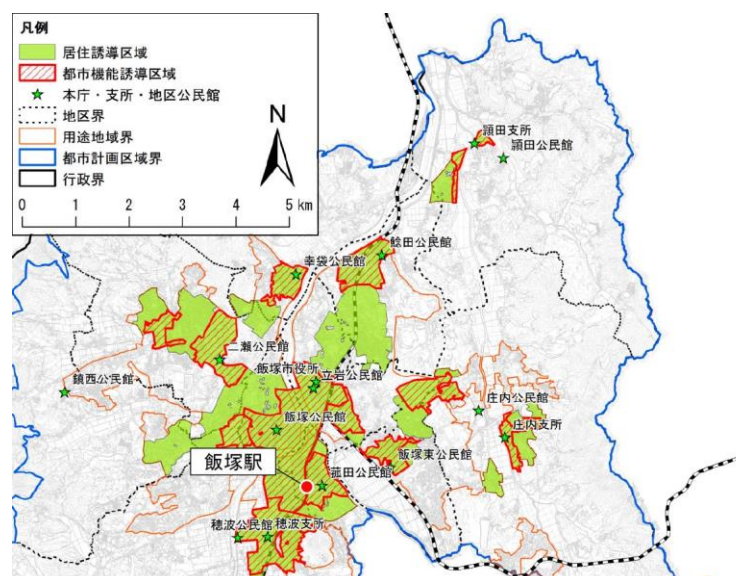 凡例
居住誘導区域
都市機能誘導区域
本庁・支所・地区公民館
地区界
用途地域界
都市計画区域界
行政界
N
0 1 2 3 4 5 km
頴田支所
頴田公民館
鯰田公民館
幸袋公民館
二瀬公民館
鎮西公民館
飯塚市役所
立岩公民館
飯塚公民館
庄内公民館
庄内支所
飯塚東公民館
飯塚駅
菰田公民館
穂波公民館
穂波支所